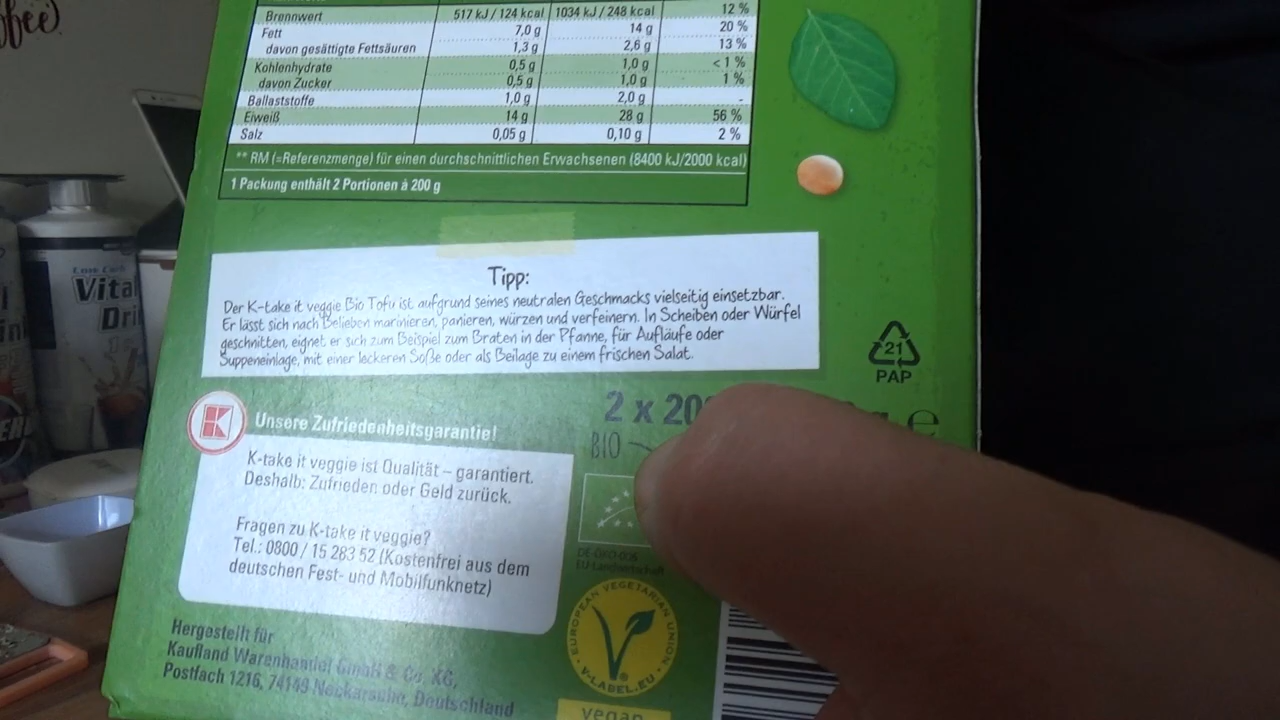 Brennwert 517 kJ / 124 kcal 1034 kJ / 248 kcal 12 %
Fett 7,0 g 14 g 20 %
davon gesättigte Fettsäuren 1,3 g 2,6 g 13 %
Kohlenhydrate 0,5 g 1,0 g < 1 %
davon Zucker 0,5 g 1,0 g 1 %
Ballaststoffe 1,0 g 2,0 g -
Eiweiß 14 g 28 g 56 %
Salz 0,05 g 0,10 g 2 %
** RM (=Referenzmenge) für einen durchschnittlichen Erwachsenen (8400 kJ/2000 kcal)
1 Packung enthält 2 Portionen à 200 g
Tipp:
Der K-take it veggie Bio Tofu ist aufgrund seines neutralen Geschmacks vielseitig einsetzbar.
Er lässt sich nach Belieben marinieren, panieren, würzen und verfeinern. In Scheiben oder Würfel
geschnitten, eignet er sich zum Beispiel zum Braten in der Pfanne, für Aufläufe oder
Suppeneinlage, mit einer leckeren Soße oder als Beilage zu einem frischen Salat.
21
PAP
2 x 20
g e
BIO
K
Unsere Zufriedenheitsgarantie!
K-take it veggie ist Qualität – garantiert.
Deshalb: Zufrieden oder Geld zurück.
Fragen zu K-take it veggie?
Tel.: 0800 / 15 283 52 (Kostenfrei aus dem
deutschen Fest- und Mobilfunknetz)
EU-Landwirtschaft
EUROPEAN VEGETARIAN UNION
V-LABEL.EU
vegan
Hergestellt für
Kaufland Warenhandel GmbH & Co. KG,
Postfach 1216, 74149 Neckarsulm, Deutschland
Low Carb
Vita
Dri